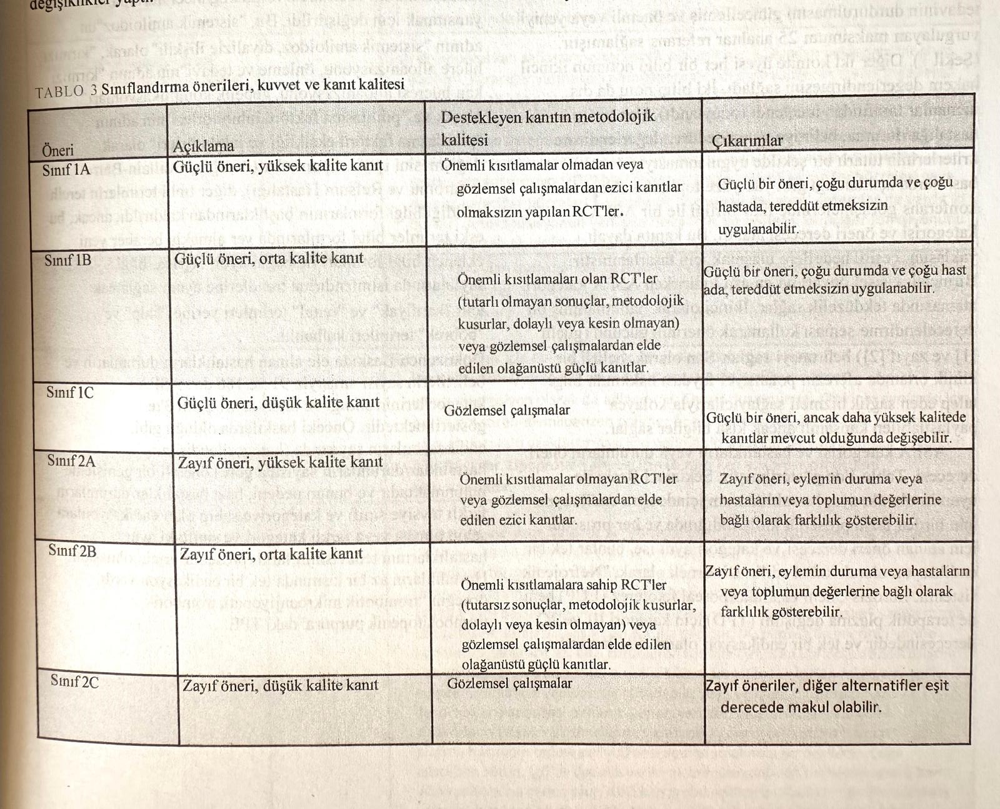 değişiklikler yaptı.
TABLO 3 Sınıflandırma önerileri, kuvvet ve kanıt kalitesi
Öneri
Açıklama
Destekleyen kanıtın metodolojik
kalitesi
Çıkarımlar
Sınıf 1A
Güçlü öneri, yüksek kalite kanıt
Önemli kısıtlamalar olmadan veya
gözlemsel çalışmalardan ezici kanıtlar
olmaksızın yapılan RCT'ler.
Güçlü bir öneri, çoğu durumda ve çoğu
hastada, tereddüt etmeksizin
uygulanabilir.
Sınıf 1B
Güçlü öneri, orta kalite kanıt
Önemli kısıtlamaları olan RCT'ler
(tutarlı olmayan sonuçlar, metodolojik
kusurlar, dolaylı veya kesin olmayan)
veya gözlemsel çalışmalardan elde
edilen olağanüstü güçlü kanıtlar.
Güçlü bir öneri, çoğu durumda ve çoğu hast
ada, tereddüt etmeksizin uygulanabilir.
Sınıf 1C
Güçlü öneri, düşük kalite kanıt
Gözlemsel çalışmalar
Güçlü bir öneri, ancak daha yüksek kalitede
kanıtlar mevcut olduğunda değişebilir.
Sınıf 2A
Zayıf öneri, yüksek kalite kanıt
Önemli kısıtlamalar olmayan RCT'ler
veya gözlemsel çalışmalardan elde
edilen ezici kanıtlar.
Zayıf öneri, eylemin duruma veya
hastaların veya toplumun değerlerine
bağlı olarak farklılık gösterebilir.
Sınıf 2B
Zayıf öneri, orta kalite kanıt
Önemli kısıtlamalara sahip RCT'ler
(tutarsız sonuçlar, metodolojik kusurlar,
dolaylı veya kesin olmayan) veya
gözlemsel çalışmalardan elde edilen
olağanüstü güçlü kanıtlar.
Zayıf öneri, eylemin duruma veya hastaların
veya toplumun değerlerine bağlı olarak
farklılık gösterebilir.
Sınıf 2C
Zayıf öneri, düşük kalite kanıt
Gözlemsel çalışmalar
Zayıf öneriler, diğer alternatifler eşit
derecede makul olabilir.